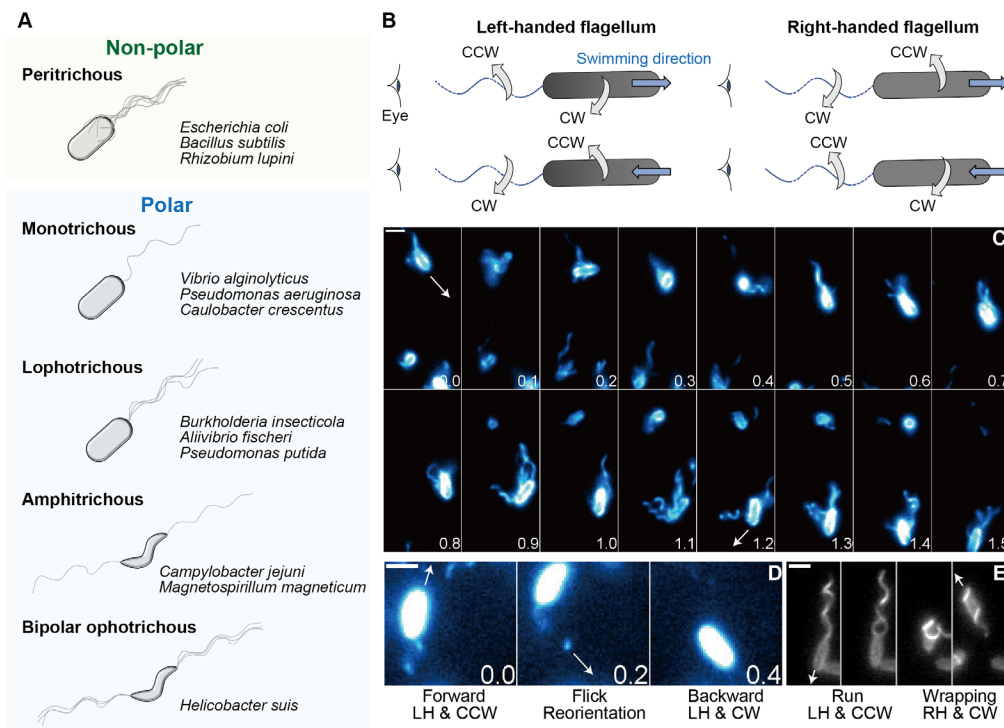 A
Non-polar
Peritrichous
Escherichia coli
Bacillus subtilis
Rhizobium lupini
Polar
Monotrichous
Vibrio alginolyticus
Pseudomonas aeruginosa
Caulobacter crescentus
Lophotrichous
Burkholderia insecticola
Aliivibrio fischeri
Pseudomonas putida
Amphitrichous
Campylobacter jejuni
Magnetospirillum magneticum
Bipolar ophotrichous
Helicobacter suis
B
Left-handed flagellum
Right-handed flagellum
CCW
Swimming direction
CCW
Eye
CW
CW
CCW
CCW
CW
CW
C
0.0
0.1
0.2
0.3
0.4
0.5
0.6
0.7
0.8
0.9
1.0
1.1
1.2
1.3
1.4
1.5
D
0.0
0.2
0.4
Forward
LH & CCW
Flick
Reorientation
Backward
LH & CW
E
Run
LH & CCW
Wrapping
RH & CW